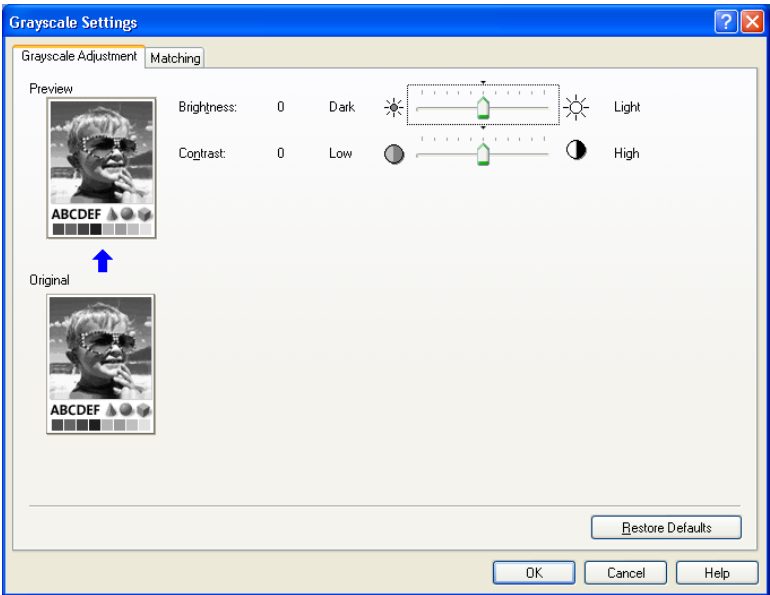 Grayscale Settings
Grayscale Adjustment Matching
Preview
Brightness: 0 Dark Light
Contrast: 0 Low High
ABCDEF
Original
ABCDEF
Restore Defaults
OK Cancel Help